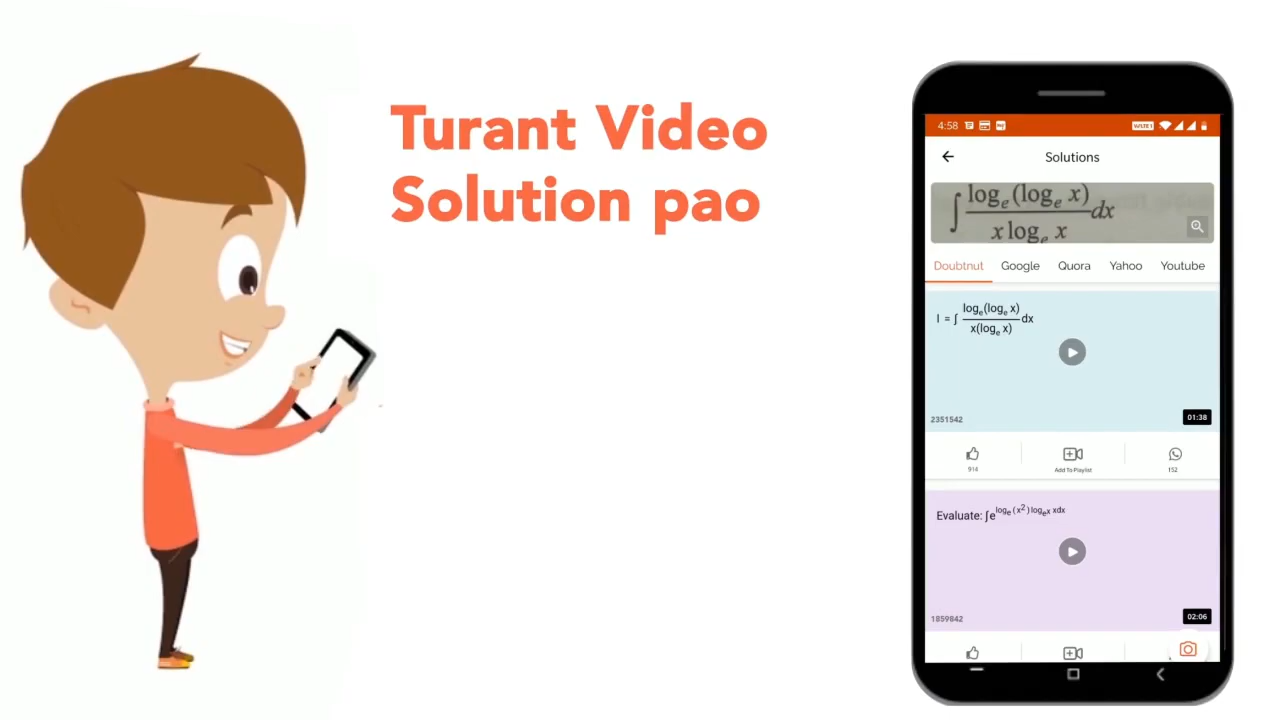 Turant Video
Solution pao
4:58
Solutions
∫ logₑ(logₑ x) / x logₑ x dx
Doubtnut Google Quora Yahoo Youtube
I = ∫ logₑ(logₑ x) / x(logₑ x) dx
2351542 01:38
914 Add To Playlist 152
Evaluate: ∫e^logₑ(x²)logₑx xdx
1859842 02:06